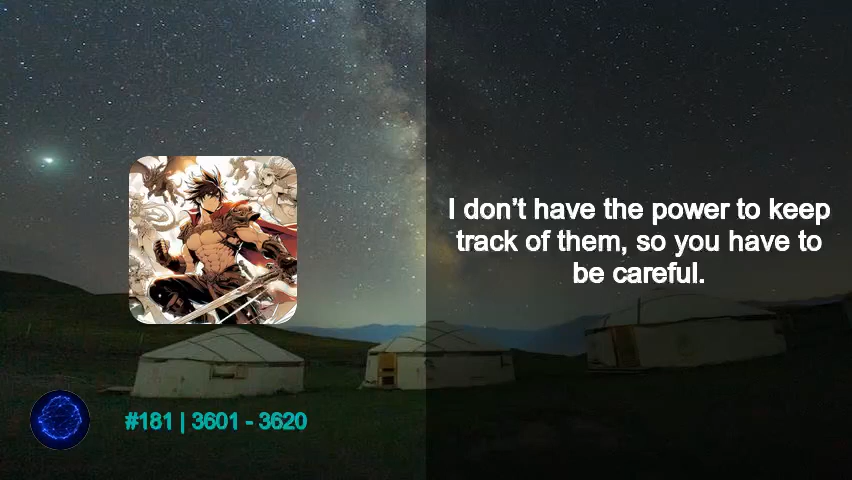 I don’t have the power to keep
track of them, so you have to
be careful.
#181 | 3601 - 3620